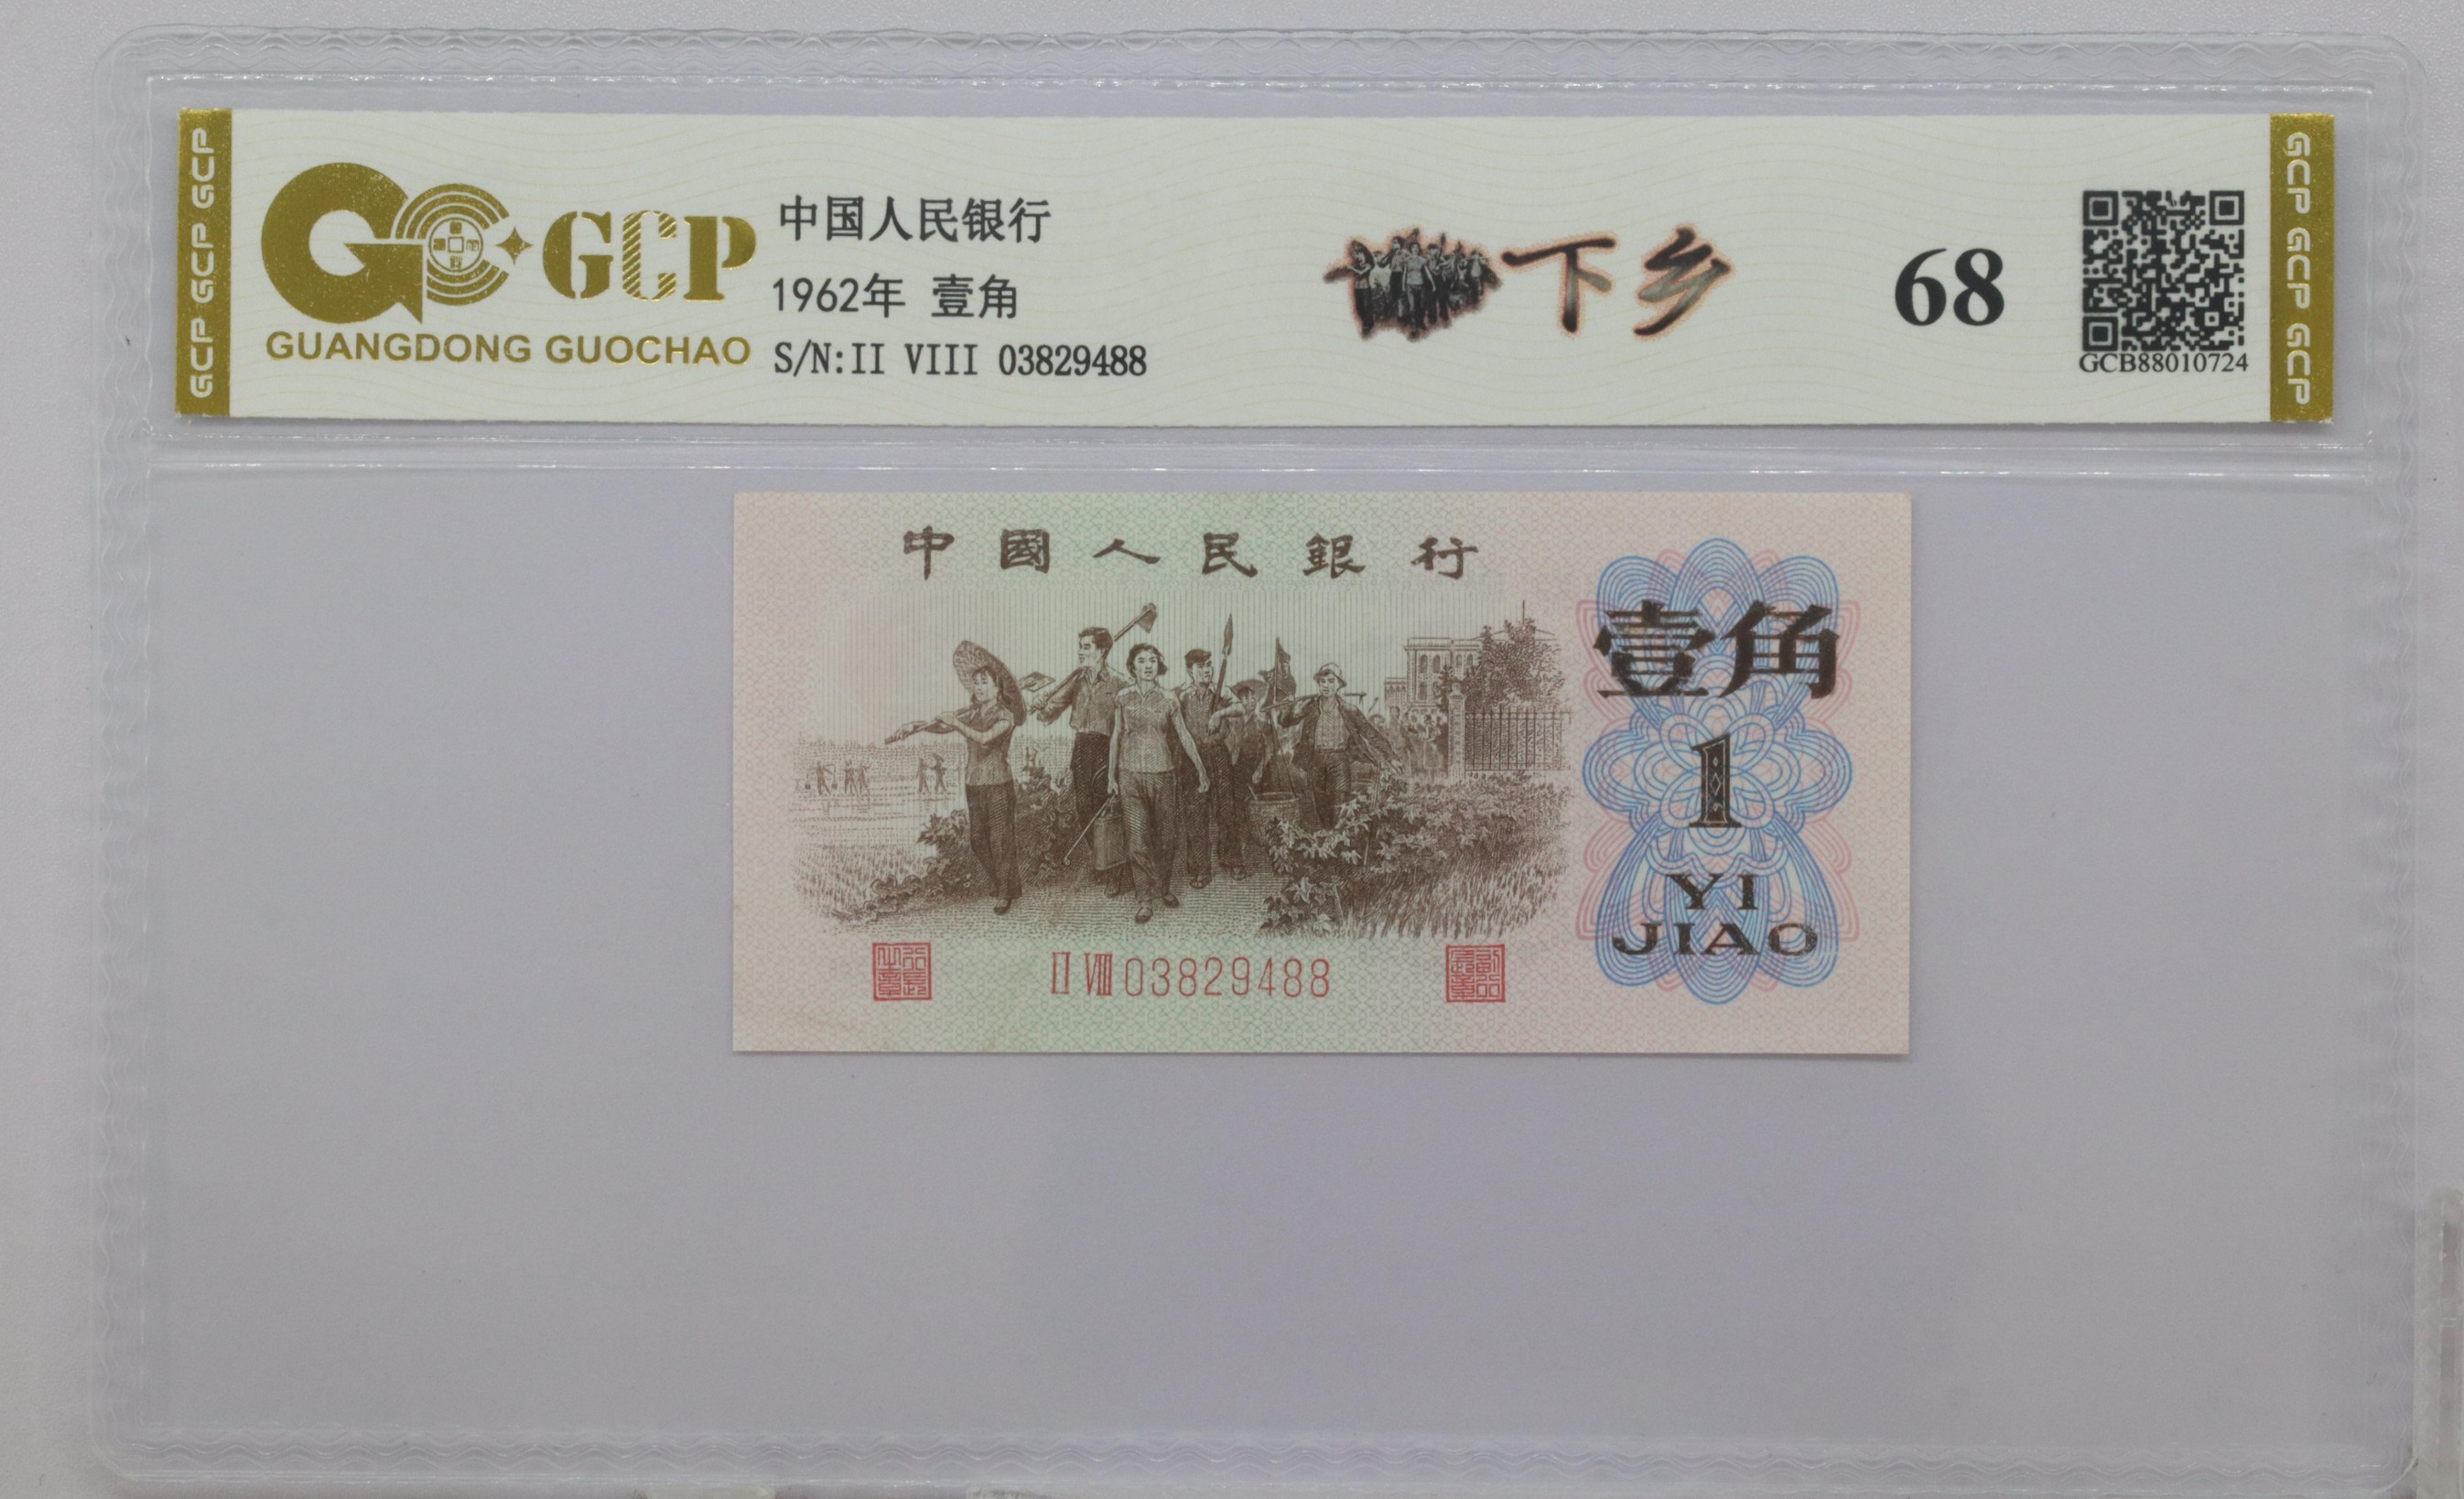 GCP GCP GCP
GCP
GUANGDONG GUOCHAO
中国人民银行
1962年 壹角
S/N:II VIII 03829488
下乡
68
GCB88010724
GCP GCP GCP
中國人民銀行
壹角
1
YI
JIAO
II VIII 03829488